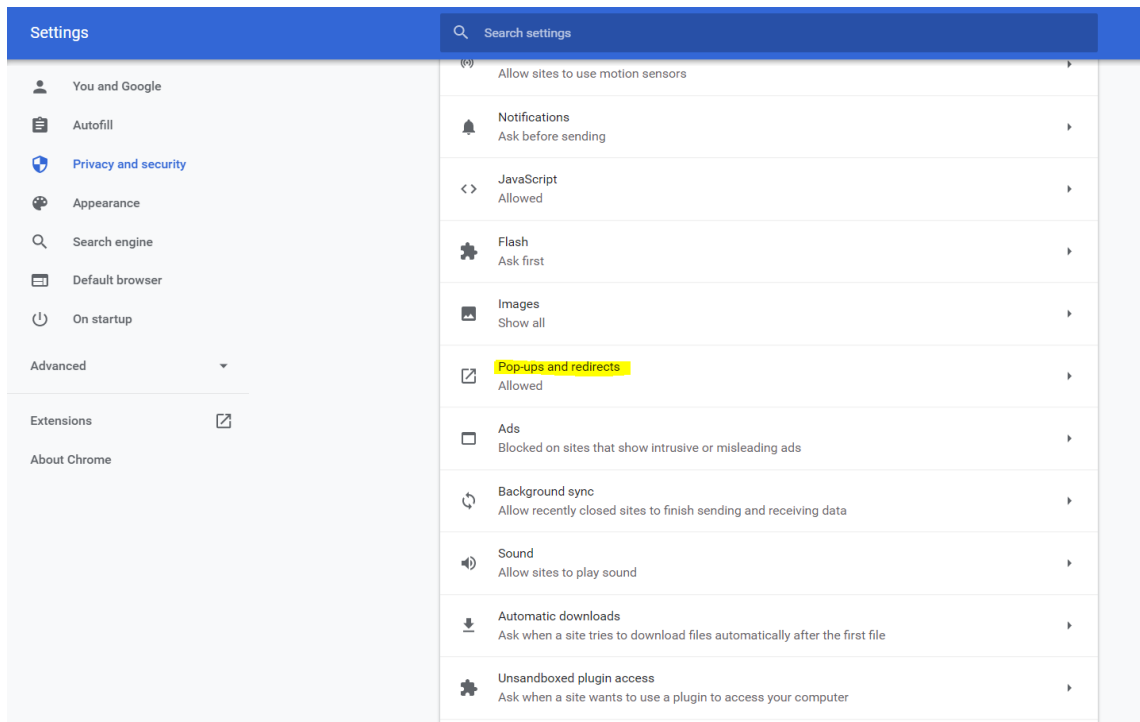 Settings
Search settings
You and Google
Autofill
Privacy and security
Appearance
Search engine
Default browser
On startup
Advanced
Extensions
About Chrome
Allow sites to use motion sensors
Notifications
Ask before sending
JavaScript
Allowed
Flash
Ask first
Images
Show all
Pop-ups and redirects
Allowed
Ads
Blocked on sites that show intrusive or misleading ads
Background sync
Allow recently closed sites to finish sending and receiving data
Sound
Allow sites to play sound
Automatic downloads
Ask when a site tries to download files automatically after the first file
Unsandboxed plugin access
Ask when a site wants to use a plugin to access your computer